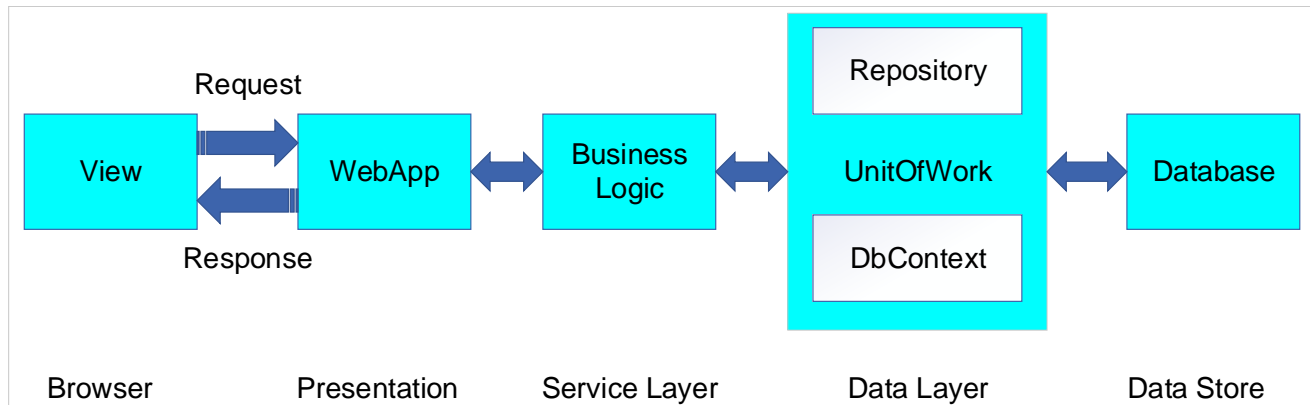 Request
View
Response
WebApp
Business
Logic
Repository
UnitOfWork
DbContext
Database
Browser
Presentation
Service Layer
Data Layer
Data Store